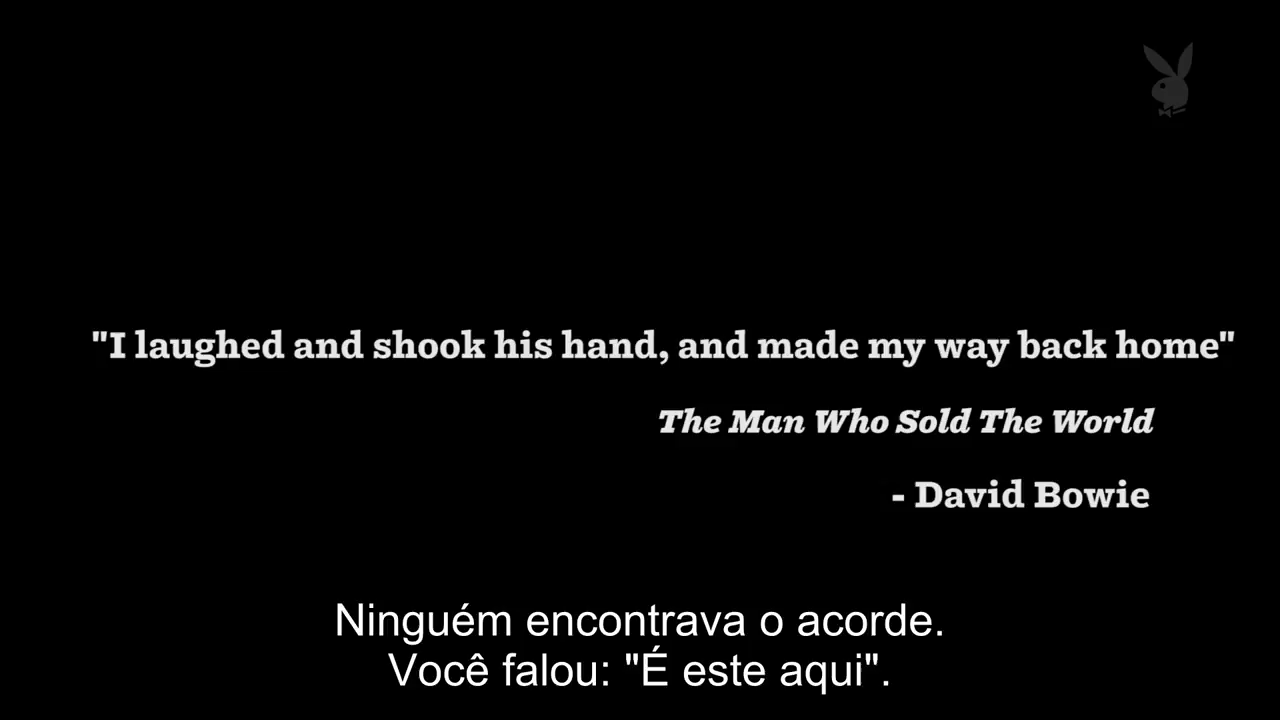 "I laughed and shook his hand, and made my way back home"
The Man Who Sold The World
- David Bowie
Ninguém encontrava o acorde.
Você falou: "É este aqui".